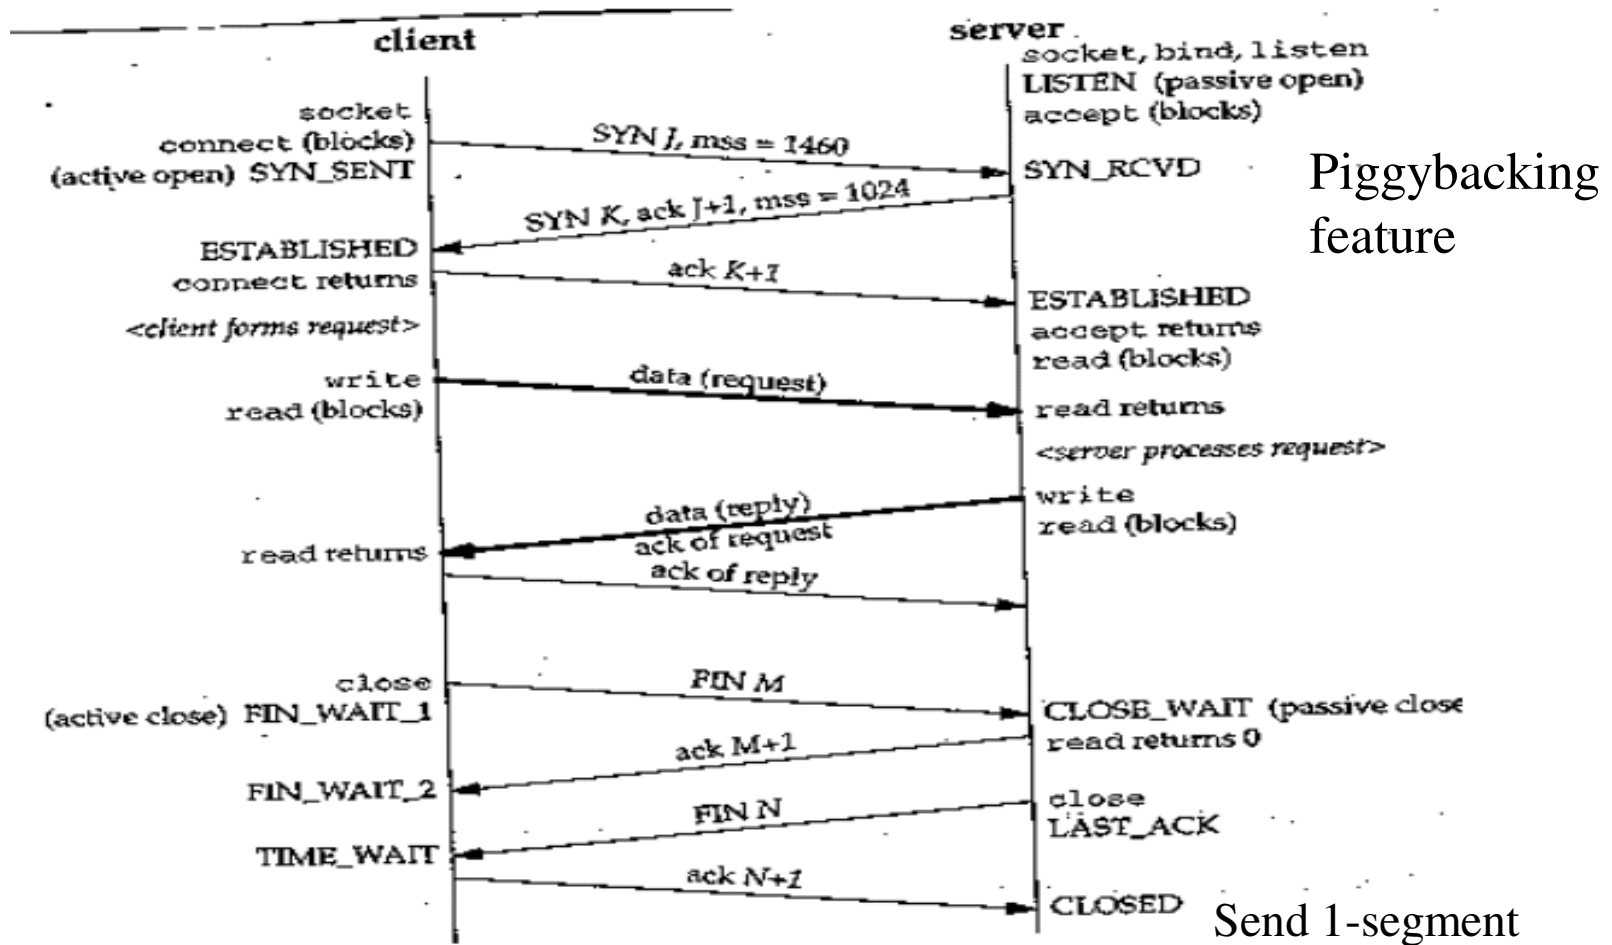 client
server
socket, bind, listen
LISTEN (passive open)
accept (blocks)
socket
connect (blocks)
(active open) SYN_SENT
SYN J, mss = 1460
SYN_RCVD
Piggybacking
feature
SYN K, ack J+1, mss = 1024
ESTABLISHED
connect returns
ack K+1
ESTABLISHED
accept returns
read (blocks)
<client forms request>
write
read (blocks)
data (request)
read returns
<server processes request>
write
read (blocks)
data (reply)
ack of request
read returns
ack of reply
close
(active close) FIN_WAIT_1
FIN M
CLOSE_WAIT (passive close
read returns 0
ack M+1
FIN_WAIT_2
close
LAST_ACK
FIN N
TIME_WAIT
ack N+1
CLOSED
Send 1-segment